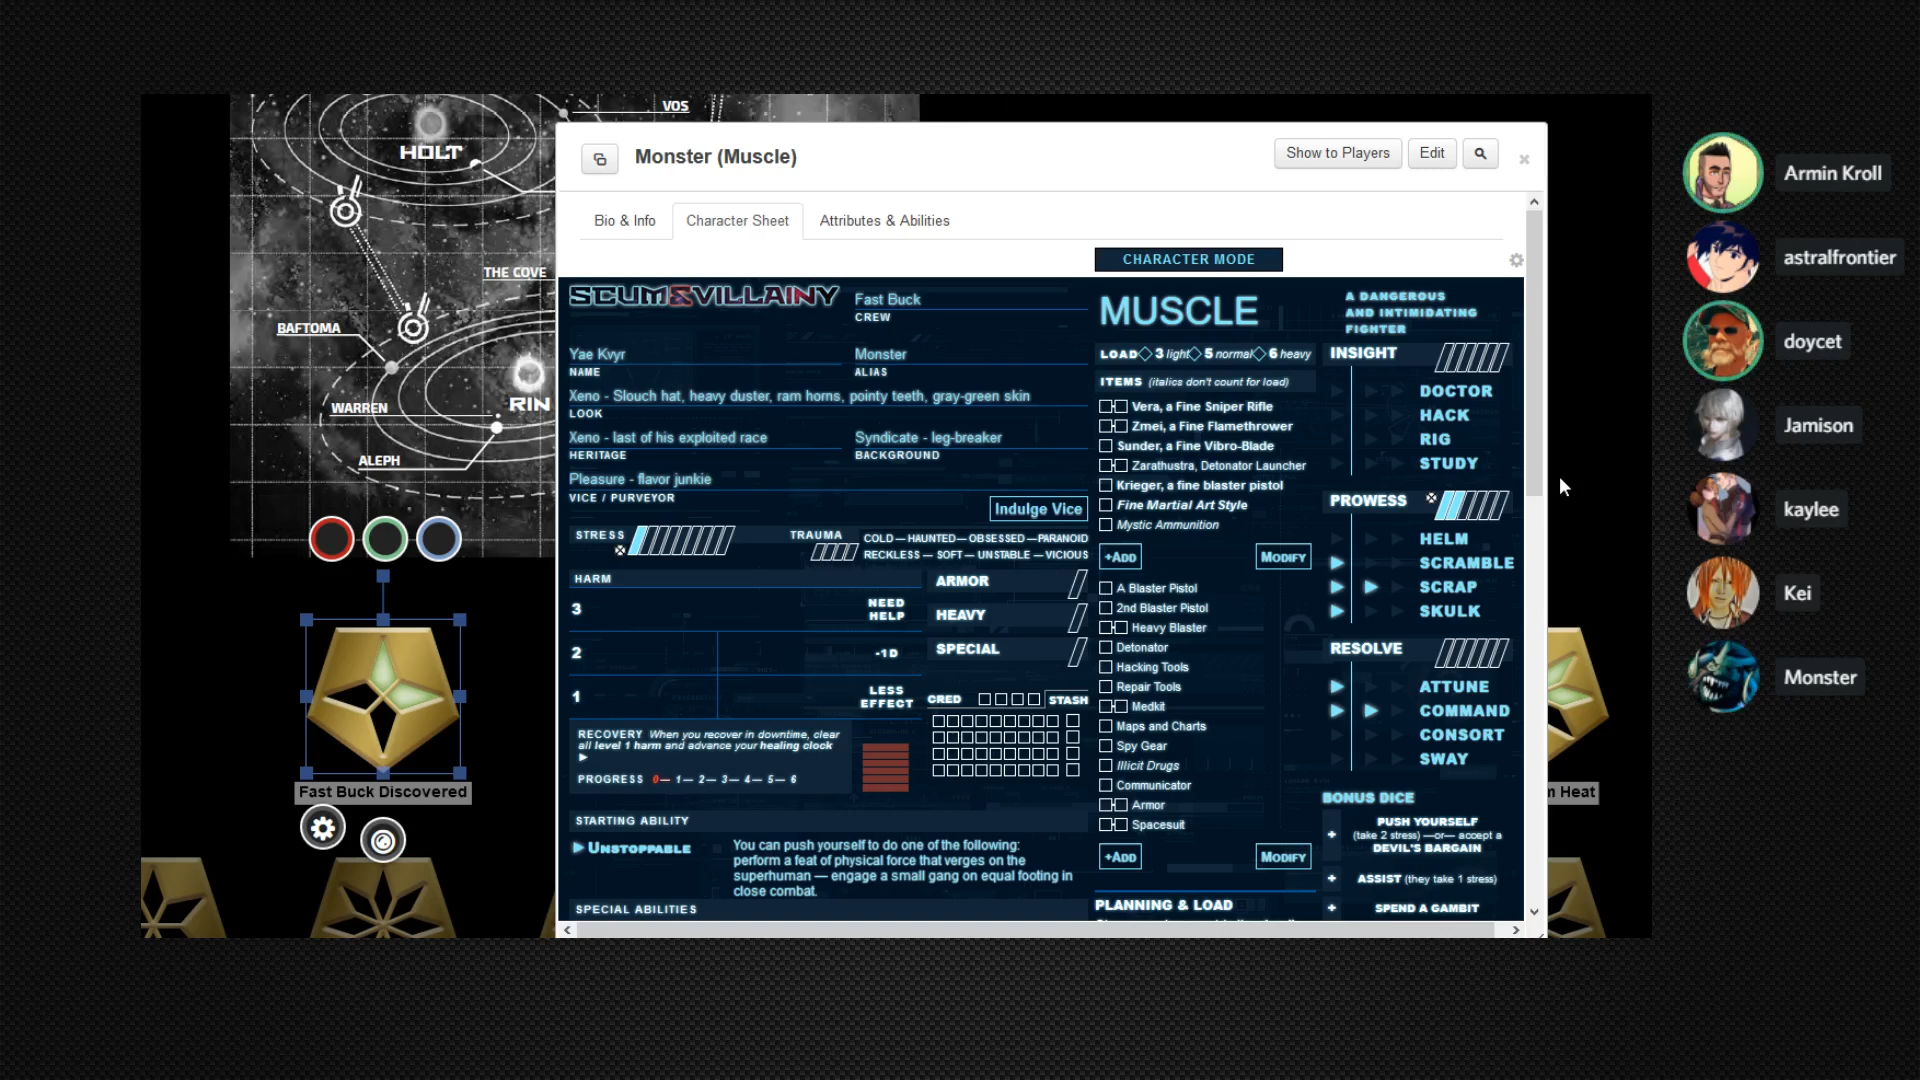 VOS
HOLT
THE COVE
BAFTOMA
WARREN
RIN
ALEPH
Fast Buck Discovered
Monster (Muscle)
Show to Players
Edit
Bio & Info
Character Sheet
Attributes & Abilities
CHARACTER MODE
SCUM & VILLAINY
Fast Buck
CREW
Yae Kvyr
NAME
Monster
ALIAS
Xeno - Slouch hat, heavy duster, ram horns, pointy teeth, gray-green skin
LOOK
Xeno - last of his exploited race
HERITAGE
Syndicate - leg-breaker
BACKGROUND
Pleasure - flavor junkie
VICE / PURVEYOR
Indulge Vice
STRESS
TRAUMA
COLD — HAUNTED — OBSESSED — PARANOID
RECKLESS — SOFT — UNSTABLE — VICIOUS
HARM
3
NEED
HELP
2
-1D
1
LESS
EFFECT
ARMOR
HEAVY
SPECIAL
CRED
STASH
RECOVERY When you recover in downtime, clear
all level 1 harm and advance your healing clock
PROGRESS 0— 1— 2— 3— 4— 5— 6
STARTING ABILITY
UNSTOPPABLE
You can push yourself to do one of the following:
perform a feat of physical force that verges on the
superhuman — engage a small gang on equal footing in
close combat.
SPECIAL ABILITIES
MUSCLE
A DANGEROUS
AND INTIMIDATING
FIGHTER
LOAD 3 light 5 normal 6 heavy
ITEMS (italics don't count for load)
Vera, a Fine Sniper Rifle
Zmei, a Fine Flamethrower
Sunder, a Fine Vibro-Blade
Zarathustra, Detonator Launcher
Krieger, a fine blaster pistol
Fine Martial Art Style
Mystic Ammunition
+ADD
MODIFY
A Blaster Pistol
2nd Blaster Pistol
Heavy Blaster
Detonator
Hacking Tools
Repair Tools
Medkit
Maps and Charts
Spy Gear
Illicit Drugs
Communicator
Armor
Spacesuit
+ADD
MODIFY
PLANNING & LOAD
INSIGHT
DOCTOR
HACK
RIG
STUDY
PROWESS
HELM
SCRAMBLE
SCRAP
SKULK
RESOLVE
ATTUNE
COMMAND
CONSORT
SWAY
BONUS DICE
+ PUSH YOURSELF
(take 2 stress) —or— accept a
DEVIL'S BARGAIN
+ ASSIST (they take 1 stress)
+ SPEND A GAMBIT
Heat
Armin Kroll
astralfrontier
doycet
Jamison
kaylee
Kei
Monster